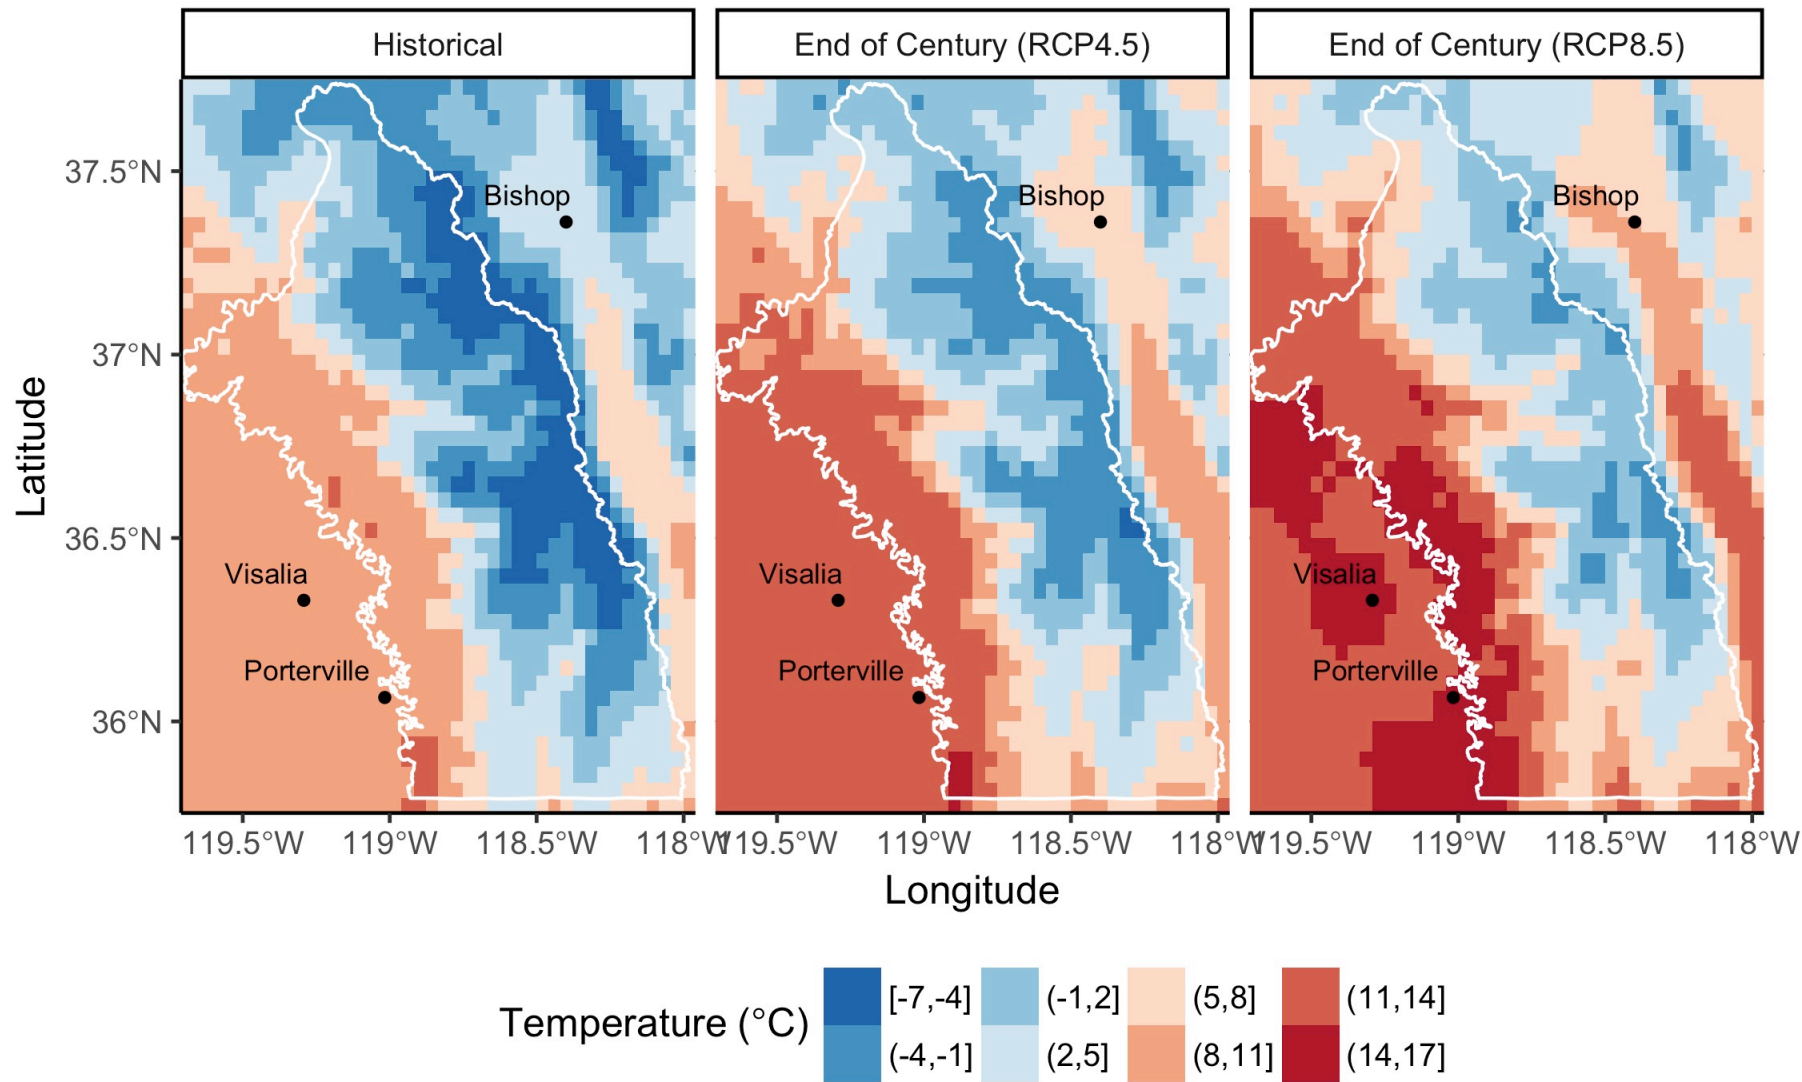 Historical
End of Century (RCP4.5)
End of Century (RCP8.5)
Latitude
37.5°N
37°N
36.5°N
36°N
Bishop
Visalia
Porterville
Bishop
Visalia
Porterville
Bishop
Visalia
Porterville
119.5°W 119°W 118.5°W 118°W
119.5°W 119°W 118.5°W 118°W
119.5°W 119°W 118.5°W 118°W
Longitude
Temperature (°C)
[-7,-4] (-1,2] (5,8] (11,14]
(-4,-1] (2,5] (8,11] (14,17]